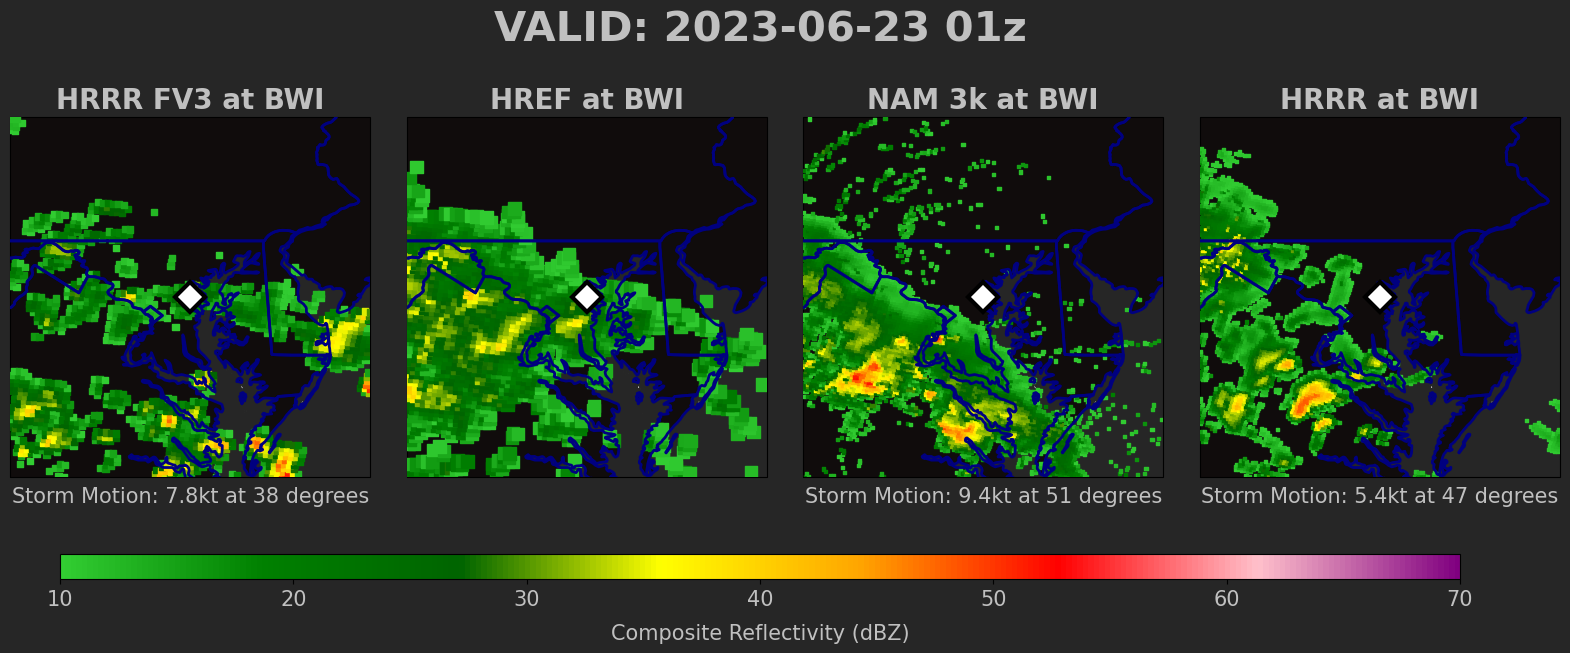 VALID: 2023-06-23 01z
HRRR FV3 at BWI
HREF at BWI
NAM 3k at BWI
HRRR at BWI
Storm Motion: 7.8kt at 38 degrees
Storm Motion: 9.4kt at 51 degrees
Storm Motion: 5.4kt at 47 degrees
10 20 30 40 50 60 70
Composite Reflectivity (dBZ)